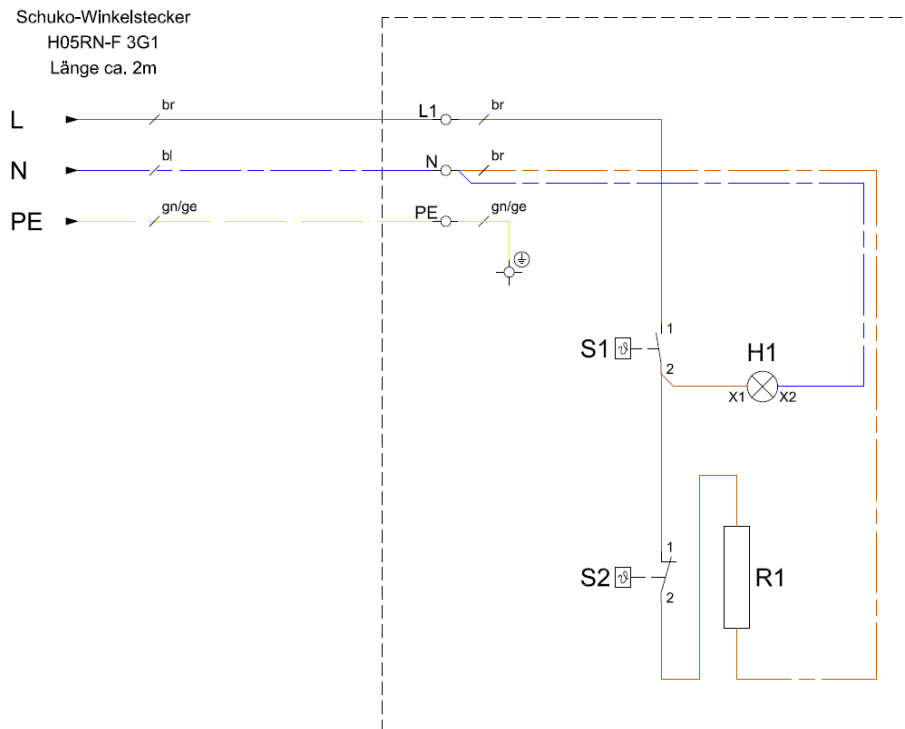 Schuko-Winkelstecker
H05RN-F 3G1
Länge ca. 2m
L br L1 br
N bl N br
PE gn/ge PE gn/ge
S1 ϑ 1
2
H1
X1 X2
S2 ϑ 1
2
R1